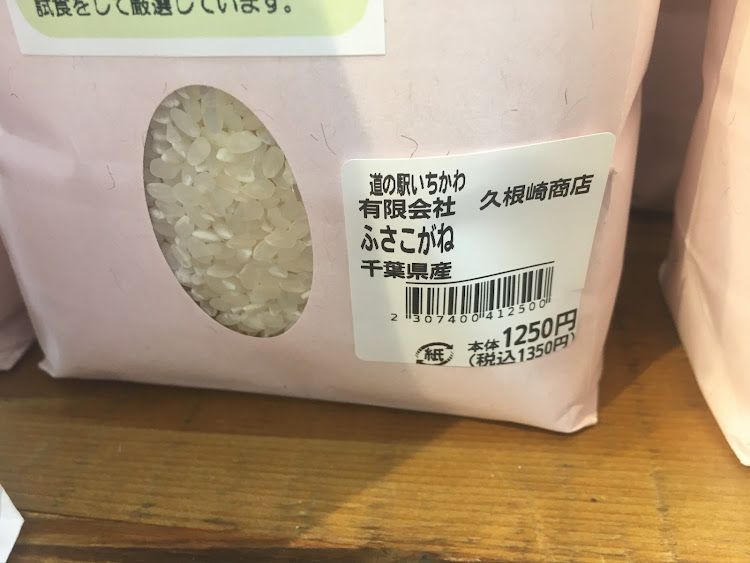 試食をして厳選しています。
道の駅いちかわ
有限会社 久根崎商店
ふさこがね
千葉県産
2 307400 412500
紙 本体1250円
(税込1350円)